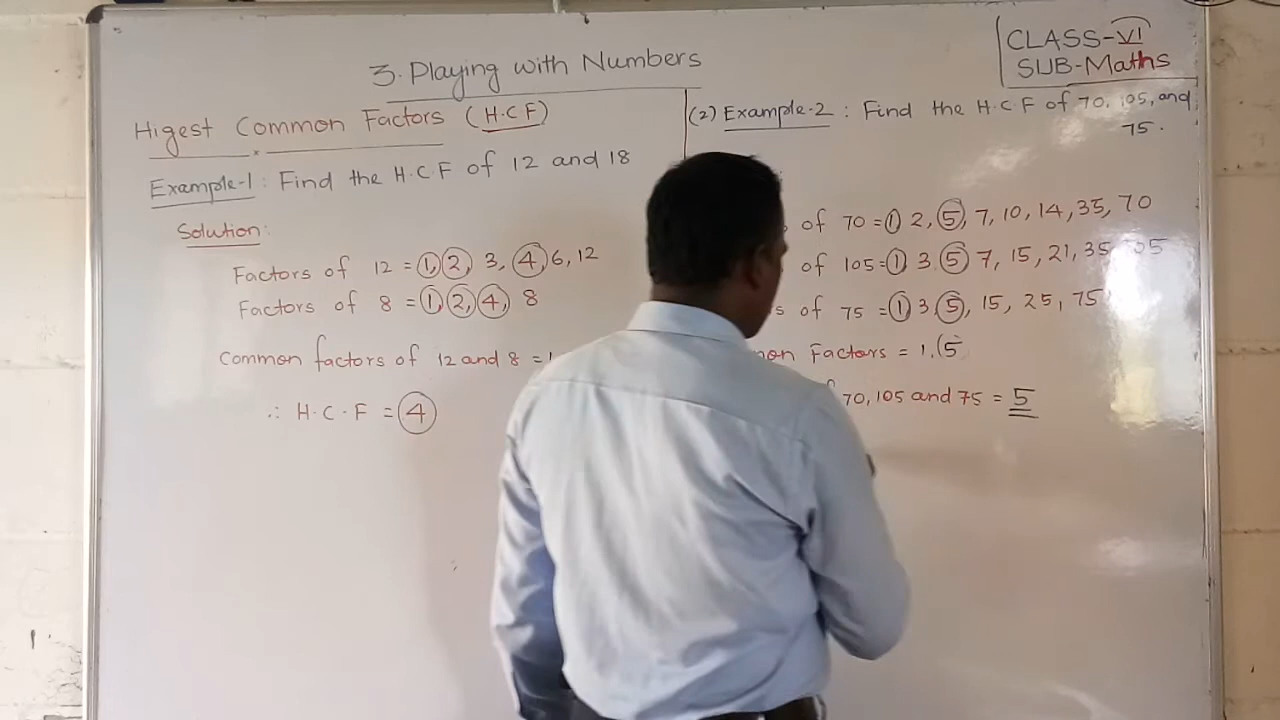 CLASS-VI
SUB-Maths
3. Playing with Numbers
Higest Common Factors (H.C.F)
Example-1: Find the H.C.F of 12 and 18
Solution:
Factors of 12 = 1, 2, 3, 4, 6, 12
Factors of 8 = 1, 2, 4, 8
Common factors of 12 and 8 = 1
∴ H.C.F = 4
(2) Example-2: Find the H.C.F of 70, 105, and
75.
of 70 = 1 2, 5, 7, 10, 14, 35, 70
of 105 = 1 3 5 7, 15, 21, 35 105
s of 75 = 1 3, 5, 15, 25, 75
on Factors = 1, (5
70, 105 and 75 = 5